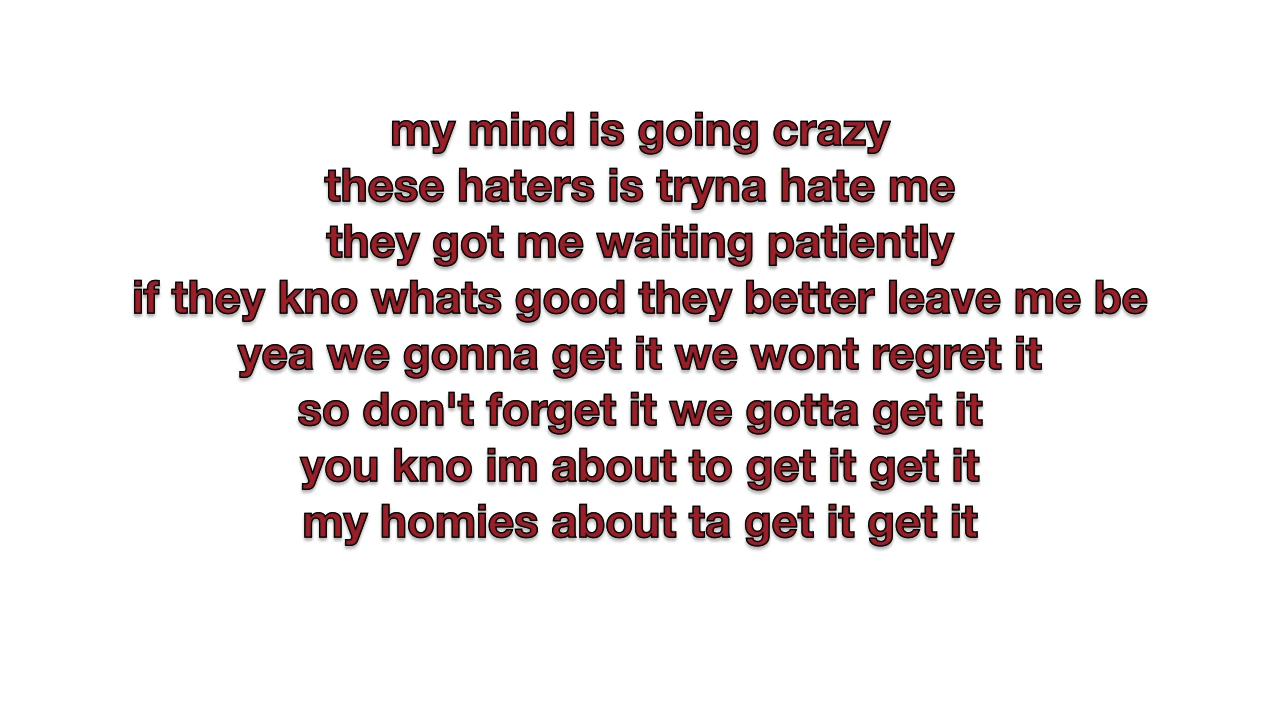 my mind is going crazy
these haters is tryna hate me
they got me waiting patiently
if they kno whats good they better leave me be
yea we gonna get it we wont regret it
so don't forget it we gotta get it
you kno im about to get it get it
my homies about ta get it get it